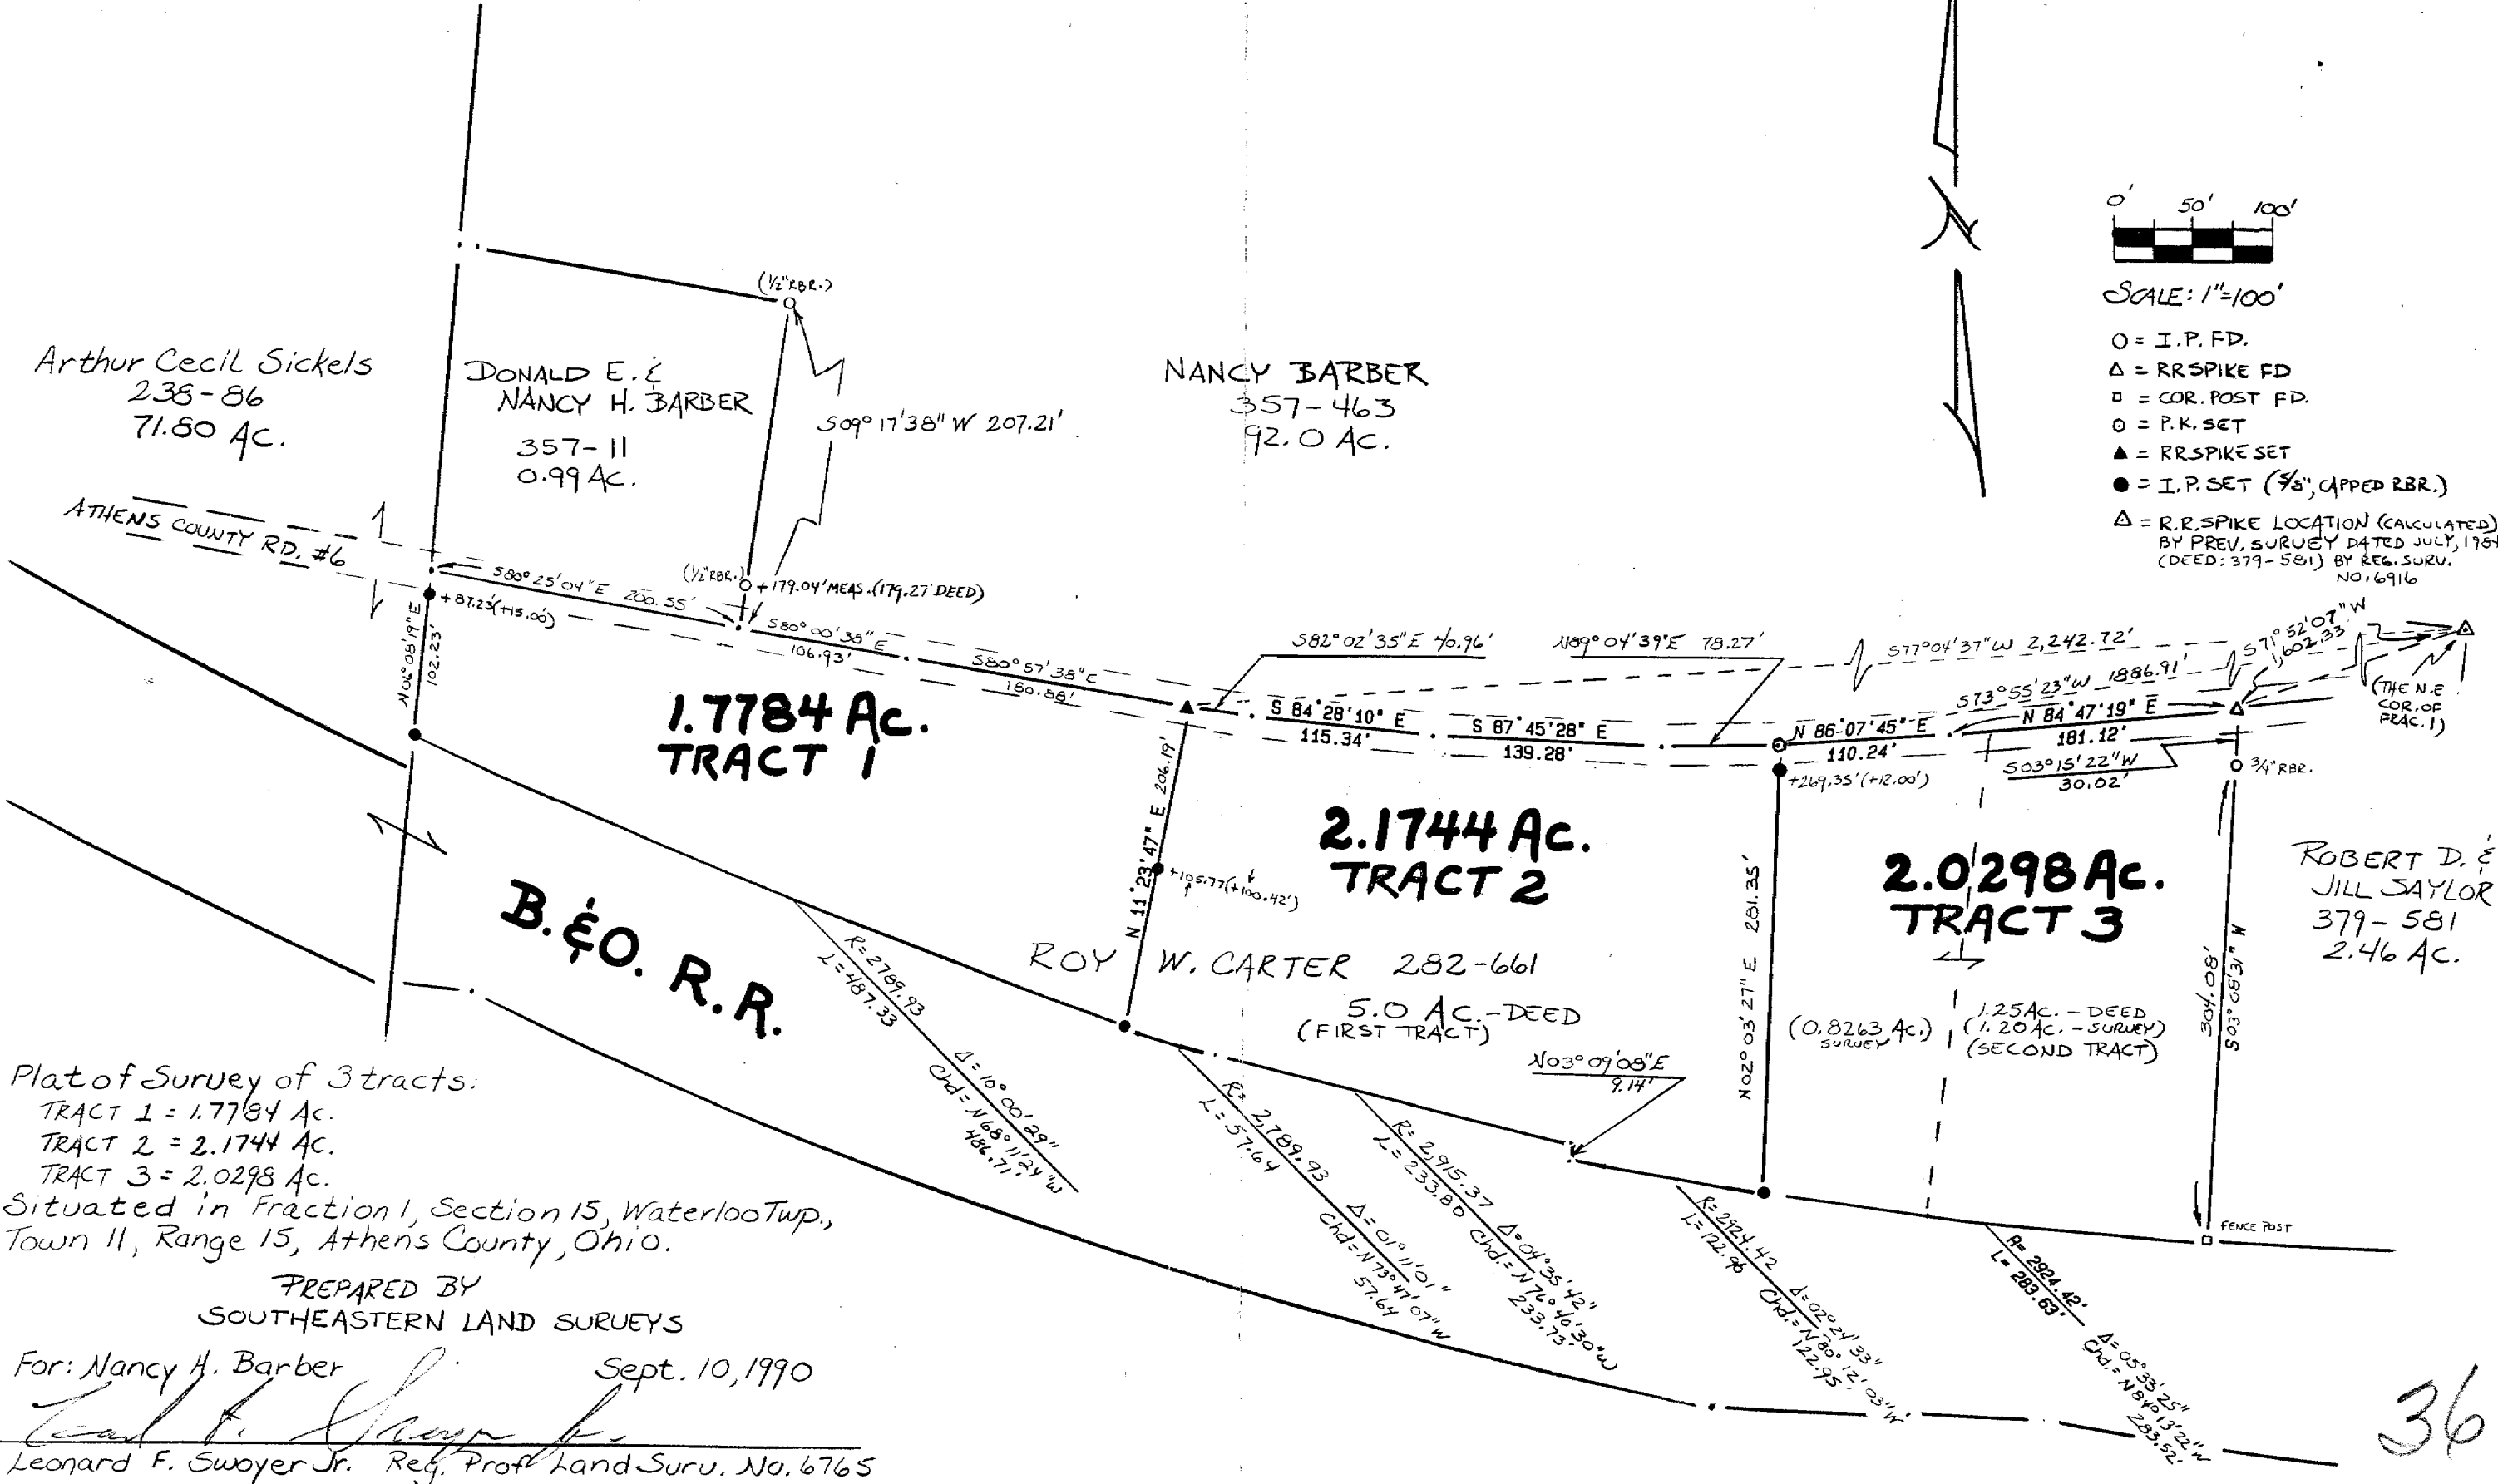 0' 50' 100'
SCALE: 1"=100'
O = I.P. FD.
△ = RR SPIKE FD
□ = COR. POST FD.
⊙ = P.K. SET
▲ = RR SPIKE SET
● = I.P. SET (5/8", CAPPED RBR.)
△ = R.R. SPIKE LOCATION (CALCULATED)
BY PREV. SURVEY DATED JULY, 1984
(DEED: 379-581) BY REG. SURV.
NO. 6916
Arthur Cecil Sickels
238-86
71.80 AC.
DONALD E. &
NANCY H. BARBER
357-11
0.99 AC.
(1/2" RBR.)
S09° 17'38" W 207.21'
NANCY BARBER
357-463
92.0 AC.
ATHENS COUNTY RD. #6
S80° 25'04" E 200.55'
(1/2" RBR.)
+179.04' MEAS. (179.27' DEED)
+87.23'(+15.00')
N06° 08'19" E
102.23'
S80° 00'38" E
106.93'
S80° 57'38" E
180.88'
S82° 02'35" E 40.96'
N89° 04'39" E 78.27'
S77° 04'37" W 2,242.72'
S71° 52'07" W
1,602.33
S73° 55'23" W 1886.91'
(THE N.E
COR. OF
FRAC. 1)
S 84° 28' 10" E
115.34'
S 87° 45' 28" E
139.28'
N 86-07'45" E
110.24'
N 84° 47' 19" E
181.12'
S03° 15'22" W
30.02'
3/4" RBR.
+269.35' (+12.00')
1.7784 Ac.
TRACT 1
N 11° 23' 47" E 206.19'
+105.77(+100.42')
2.1744 Ac.
TRACT 2
N02° 03' 27" E 281.35'
2.0298 Ac.
TRACT 3
304.08'
S03° 08'31" W
ROBERT D. &
JILL SAYLOR
379-581
2.46 AC.
B. & O. R.R.
ROY W. CARTER 282-661
5.0 AC.-DEED
(FIRST TRACT)
(0.8263 Ac.)
SURVEY
1.25 AC. - DEED
(1.20 AC. - SURVEY)
(SECOND TRACT)
N03° 09'08" E
9.14'
FENCE POST
R= 2789.93
L= 487.33
Δ= 10° 00' 29"
Chd= N68° 11'24" W
486.71'
R= 2,789.93
L= 57.64
Δ= 01° 11' 01"
Chd= N73° 47' 07" W
57.64
R= 2,915.37
L= 233.80
Δ= 04° 35' 42"
Chd.= N76° 40' 30" W
233.73'
R= 2924.42
L= 122.96
Δ= 02° 24' 33"
Chd.= N80° 12' 03" W
122.95'
R= 2924.42'
L= 283.63'
Δ= 05° 33' 25"
Chd.= N84° 13' 22" W
283.52'
Plat of Survey of 3 tracts:
TRACT 1 = 1.7784 Ac.
TRACT 2 = 2.1744 Ac.
TRACT 3 = 2.0298 Ac.
Situated in Fraction 1, Section 15, Waterloo Twp.,
Town 11, Range 15, Athens County, Ohio.
PREPARED BY
SOUTHEASTERN LAND SURVEYS
For: Nancy H. Barber Sept. 10, 1990
Leonard F. Swoyer Jr. Reg. Prof Land Surv. No. 6765
36